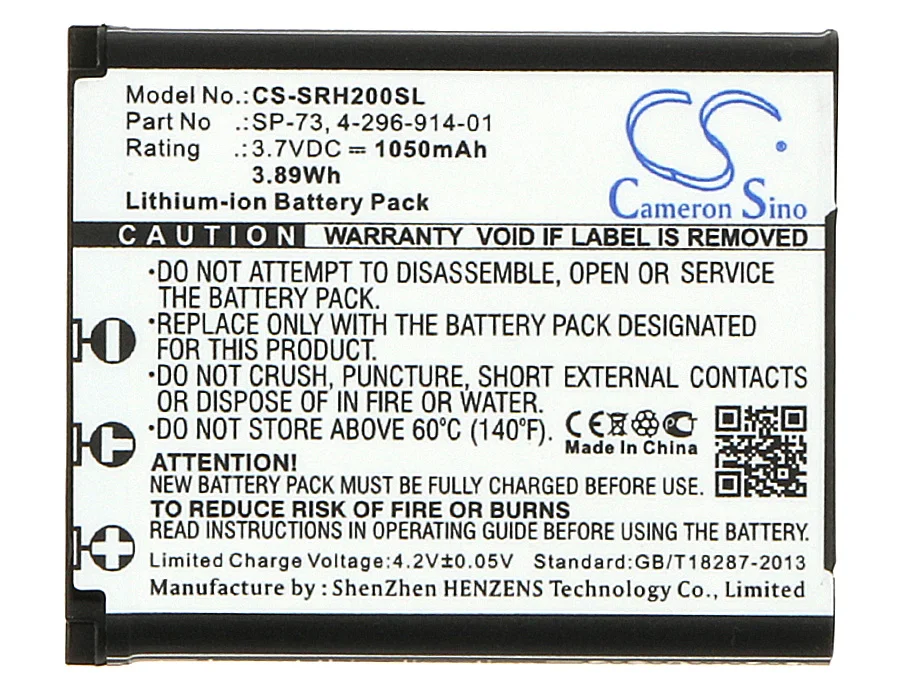 Model No.:CS-SRH200SL
Part No .:SP-73, 4-296-914-01
Rating .:3.7VDC ⎓ 1050mAh
3.89Wh
Lithium-ion Battery Pack
CS
Cameron Sino
CAUTION WARRANTY VOID IF LABEL IS REMOVED
•DO NOT ATTEMPT TO DISASSEMBLE, OPEN OR SERVICE
THE BATTERY PACK.
•REPLACE ONLY WITH THE BATTERY PACK DESIGNATED
FOR THIS PRODUCT.
•DO NOT CRUSH, PUNCTURE, SHORT EXTERNAL CONTACTS
OR DISPOSE OF IN FIRE OR WATER.
•DO NOT STORE ABOVE 60°C (140°F).
CE
Made In China
ATTENTION!
NEW BATTERY PACK MUST BE FULLY CHARGED BEFORE USE.
TO REDUCE RISK OF FIRE OR BURNS
READ INSTRUCTIONS IN OPERATING GUIDE BEFORE USING THE BATTERY.
Limited Charge Voltage:4.2V±0.05V Standard:GB/T18287-2013
Manufacture by : ShenZhen HENZENS Technology Co., Limited